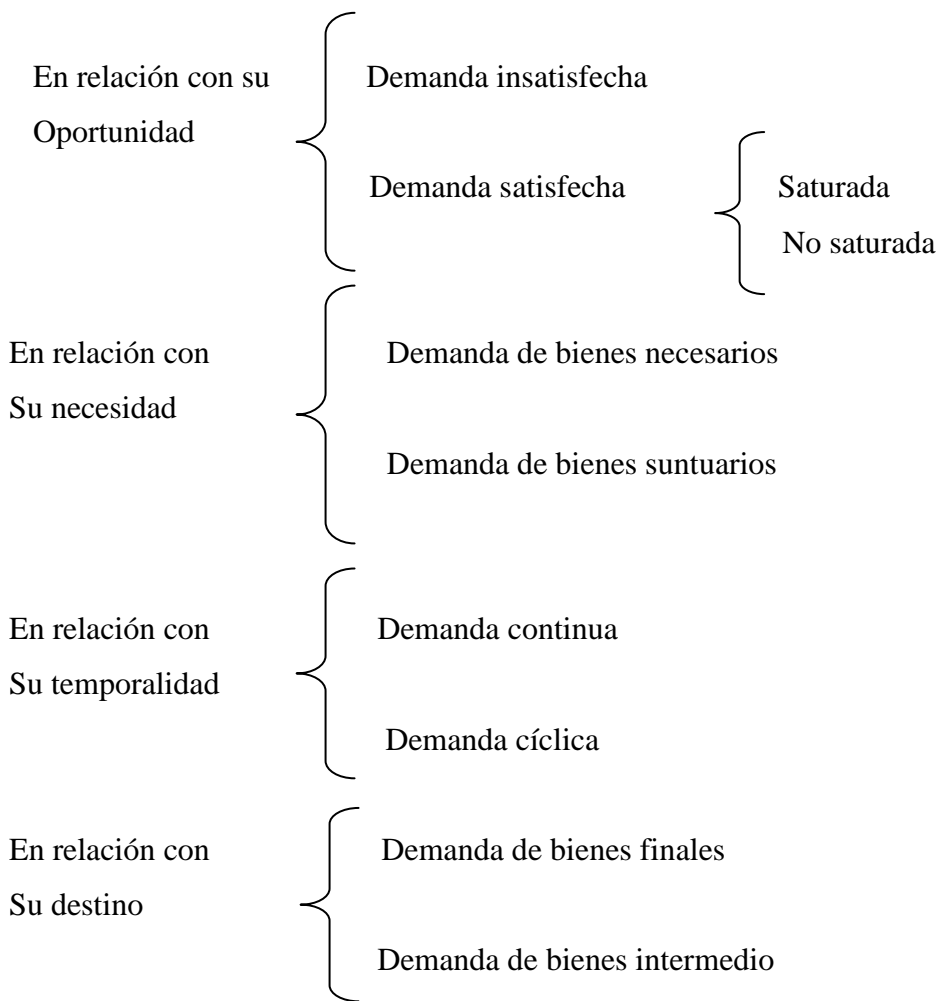 En relación con su
Oportunidad
Demanda insatisfecha
Demanda satisfecha
Saturada
No saturada
En relación con
Su necesidad
Demanda de bienes necesarios
Demanda de bienes suntuarios
En relación con
Su temporalidad
Demanda continua
Demanda cíclica
En relación con
Su destino
Demanda de bienes finales
Demanda de bienes intermedio